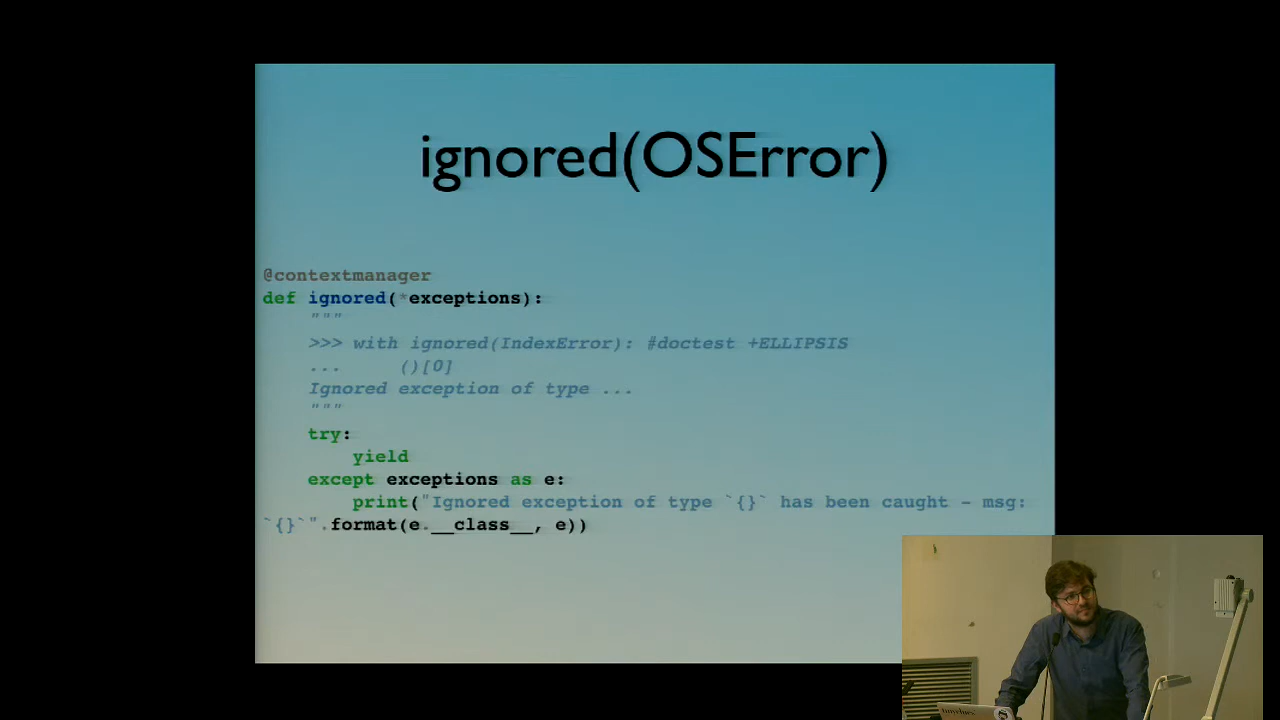 ignored(OSError)
@contextmanager
def ignored(*exceptions):
"""
>>> with ignored(IndexError): #doctest +ELLIPSIS
... ()[0]
Ignored exception of type ...
"""
try:
yield
except exceptions as e:
print("Ignored exception of type `{}` has been caught - msg:
`{}`".format(e.__class__, e))